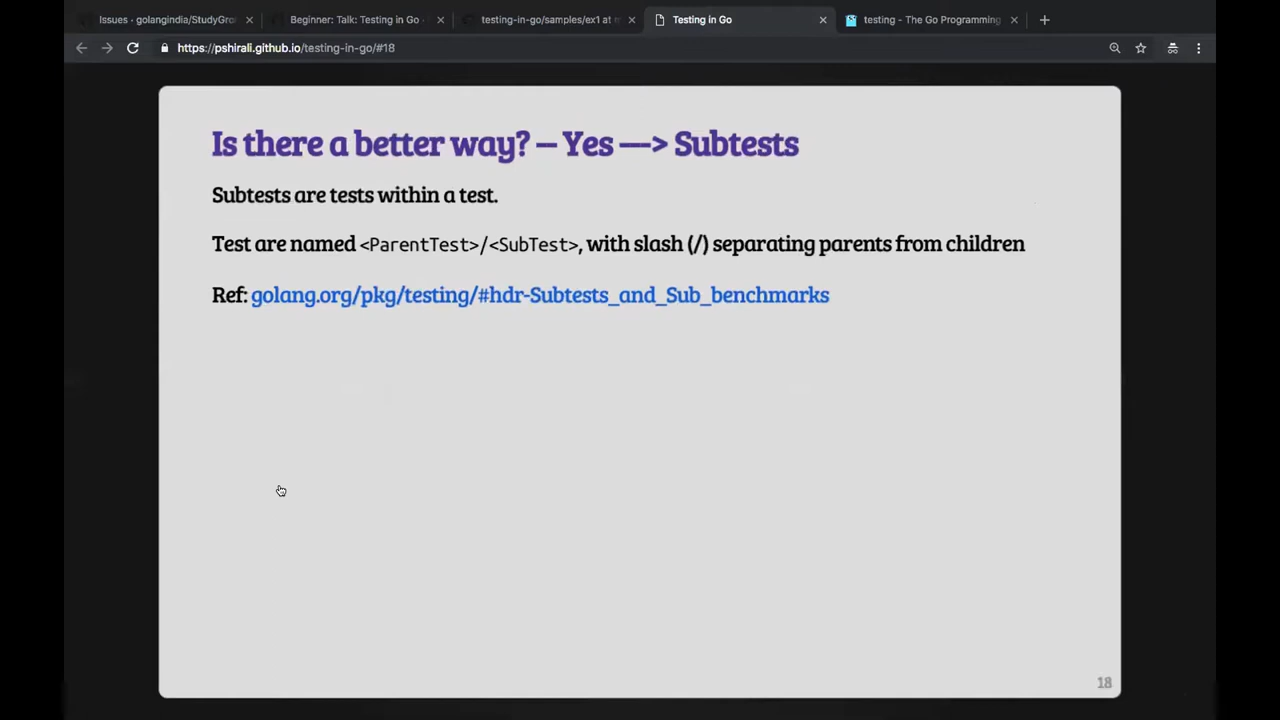 Issues · golangindia/StudyGro
Beginner: Talk: Testing in Go ·
testing-in-go/samples/ex1 at m
Testing in Go
testing - The Go Programming
https://pshirali.github.io/testing-in-go/#18
Is there a better way? — Yes —-> Subtests
Subtests are tests within a test.
Test are named <ParentTest>/<SubTest>, with slash (/) separating parents from children
Ref: golang.org/pkg/testing/#hdr-Subtests_and_Sub_benchmarks
18